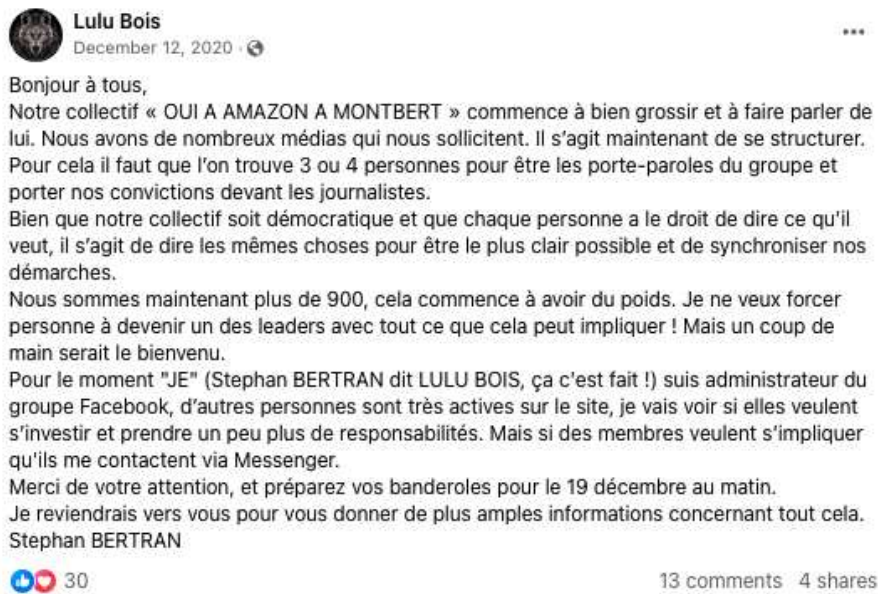 Lulu Bois
December 12, 2020 ·
Bonjour à tous,
Notre collectif « OUI A AMAZON A MONTBERT » commence à bien grossir et à faire parler de
lui. Nous avons de nombreux médias qui nous sollicitent. Il s’agit maintenant de se structurer.
Pour cela il faut que l’on trouve 3 ou 4 personnes pour être les porte-paroles du groupe et
porter nos convictions devant les journalistes.
Bien que notre collectif soit démocratique et que chaque personne a le droit de dire ce qu'il
veut, il s’agit de dire les mêmes choses pour être le plus clair possible et de synchroniser nos
démarches.
Nous sommes maintenant plus de 900, cela commence à avoir du poids. Je ne veux forcer
personne à devenir un des leaders avec tout ce que cela peut impliquer ! Mais un coup de
main serait le bienvenu.
Pour le moment "JE" (Stephan BERTRAN dit LULU BOIS, ça c'est fait !) suis administrateur du
groupe Facebook, d’autres personnes sont très actives sur le site, je vais voir si elles veulent
s’investir et prendre un peu plus de responsabilités. Mais si des membres veulent s’impliquer
qu'ils me contactent via Messenger.
Merci de votre attention, et préparez vos banderoles pour le 19 décembre au matin.
Je reviendrais vers vous pour vous donner de plus amples informations concernant tout cela.
Stephan BERTRAN
30 13 comments 4 shares